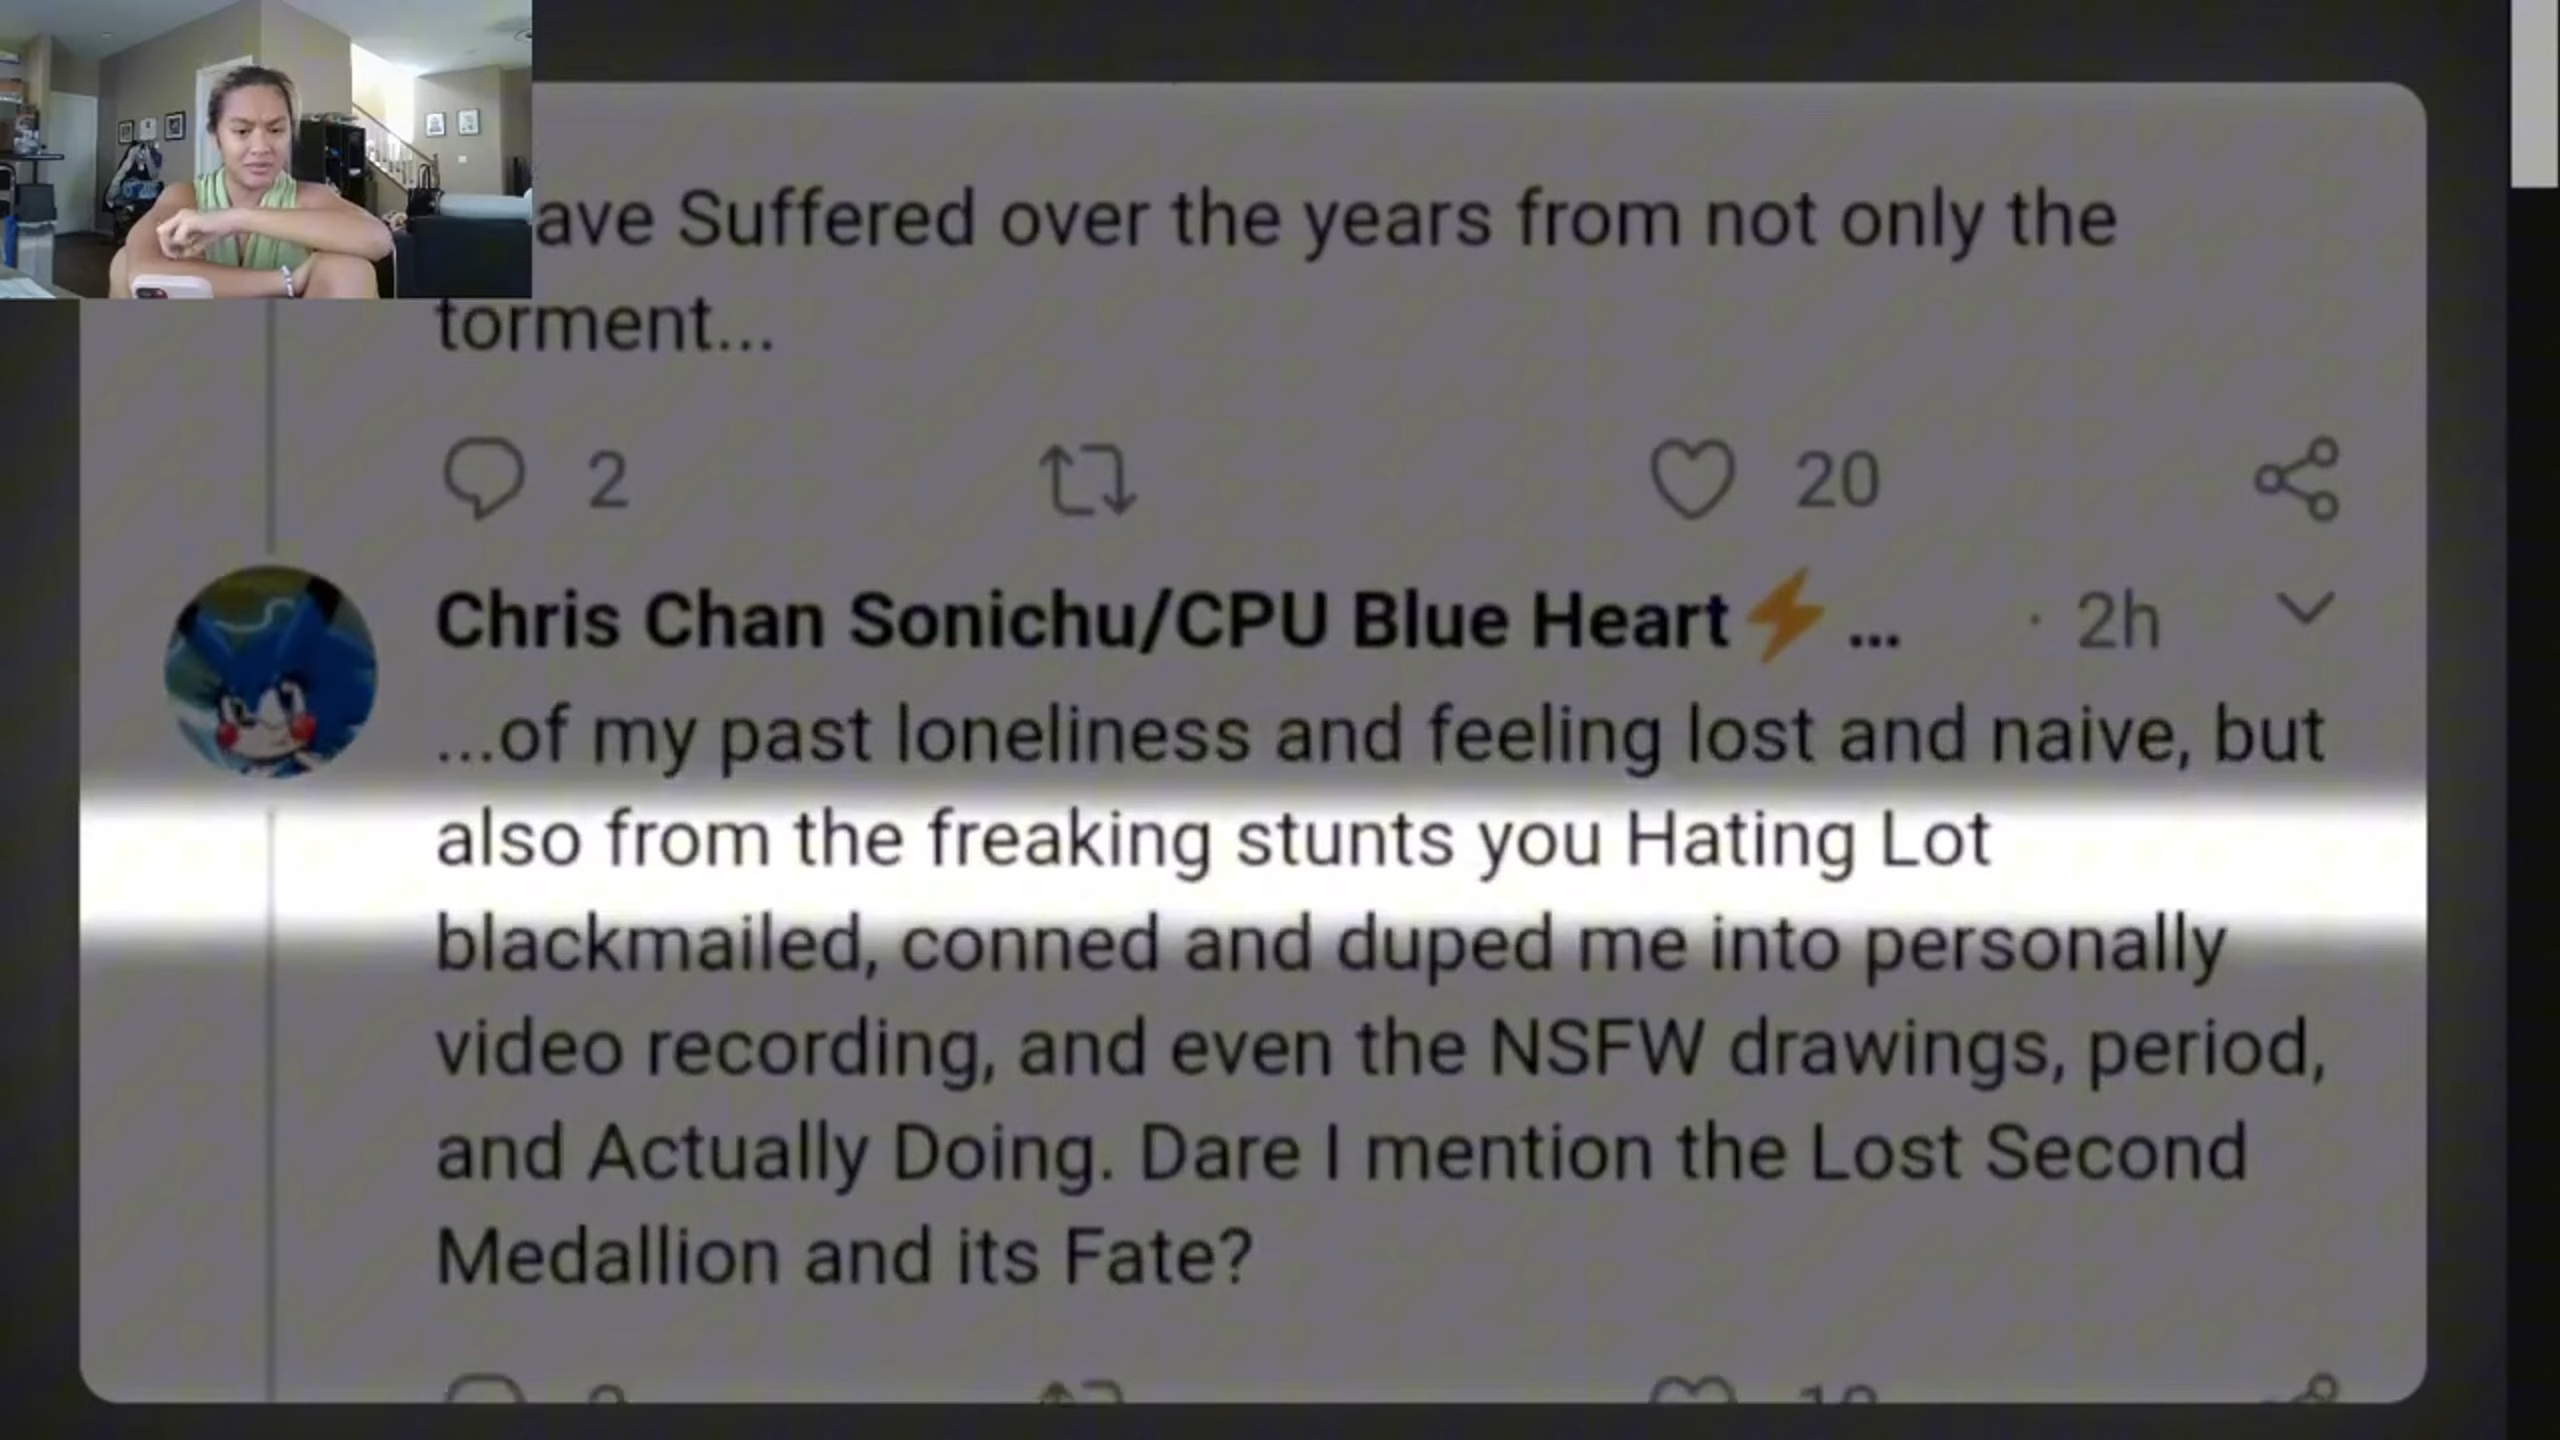 ave Suffered over the years from not only the
torment...
2 20
Chris Chan Sonichu/CPU Blue Heart⚡ ... · 2h
...of my past loneliness and feeling lost and naive, but
also from the freaking stunts you Hating Lot
blackmailed, conned and duped me into personally
video recording, and even the NSFW drawings, period,
and Actually Doing. Dare I mention the Lost Second
Medallion and its Fate?